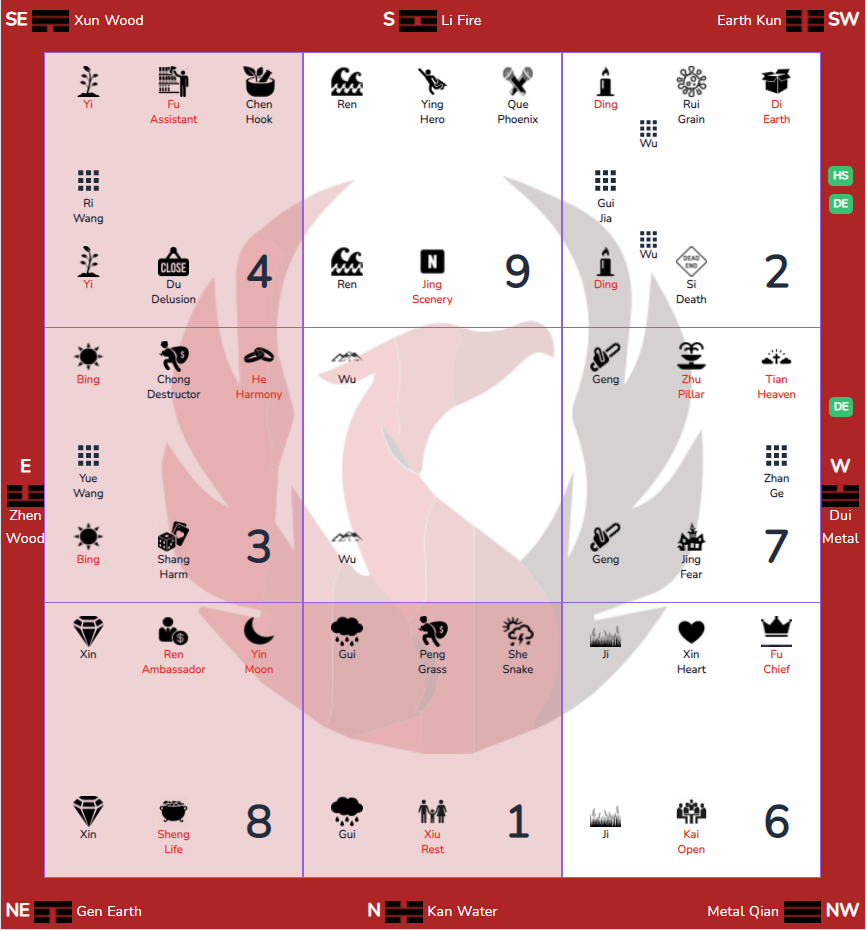 SE Xun Wood
S Li Fire
Earth Kun SW
Yi
Fu
Assistant
Chen
Hook
Ri
Wang
Yi
Du
Delusion
CLOSE
4
Ren
Ying
Hero
Que
Phoenix
Ren
N
Jing
Scenery
9
Ding
Rui
Grain
Di
Earth
Wu
Gui
Jia
Wu
Ding
DEAD
END
Si
Death
2
HS
DE
E
Zhen
Wood
Bing
Chong
Destructor
He
Harmony
Yue
Wang
Bing
Shang
Harm
3
Wu
Wu
Geng
Zhu
Pillar
Tian
Heaven
Zhan
Ge
Geng
Jing
Fear
7
DE
W
Dui
Metal
Xin
Ren
Ambassador
Yin
Moon
Xin
Sheng
Life
8
Gui
Peng
Grass
She
Snake
Gui
Xiu
Rest
1
Ji
Xin
Heart
Fu
Chief
Ji
Kai
Open
6
NE Gen Earth
N Kan Water
Metal Qian NW